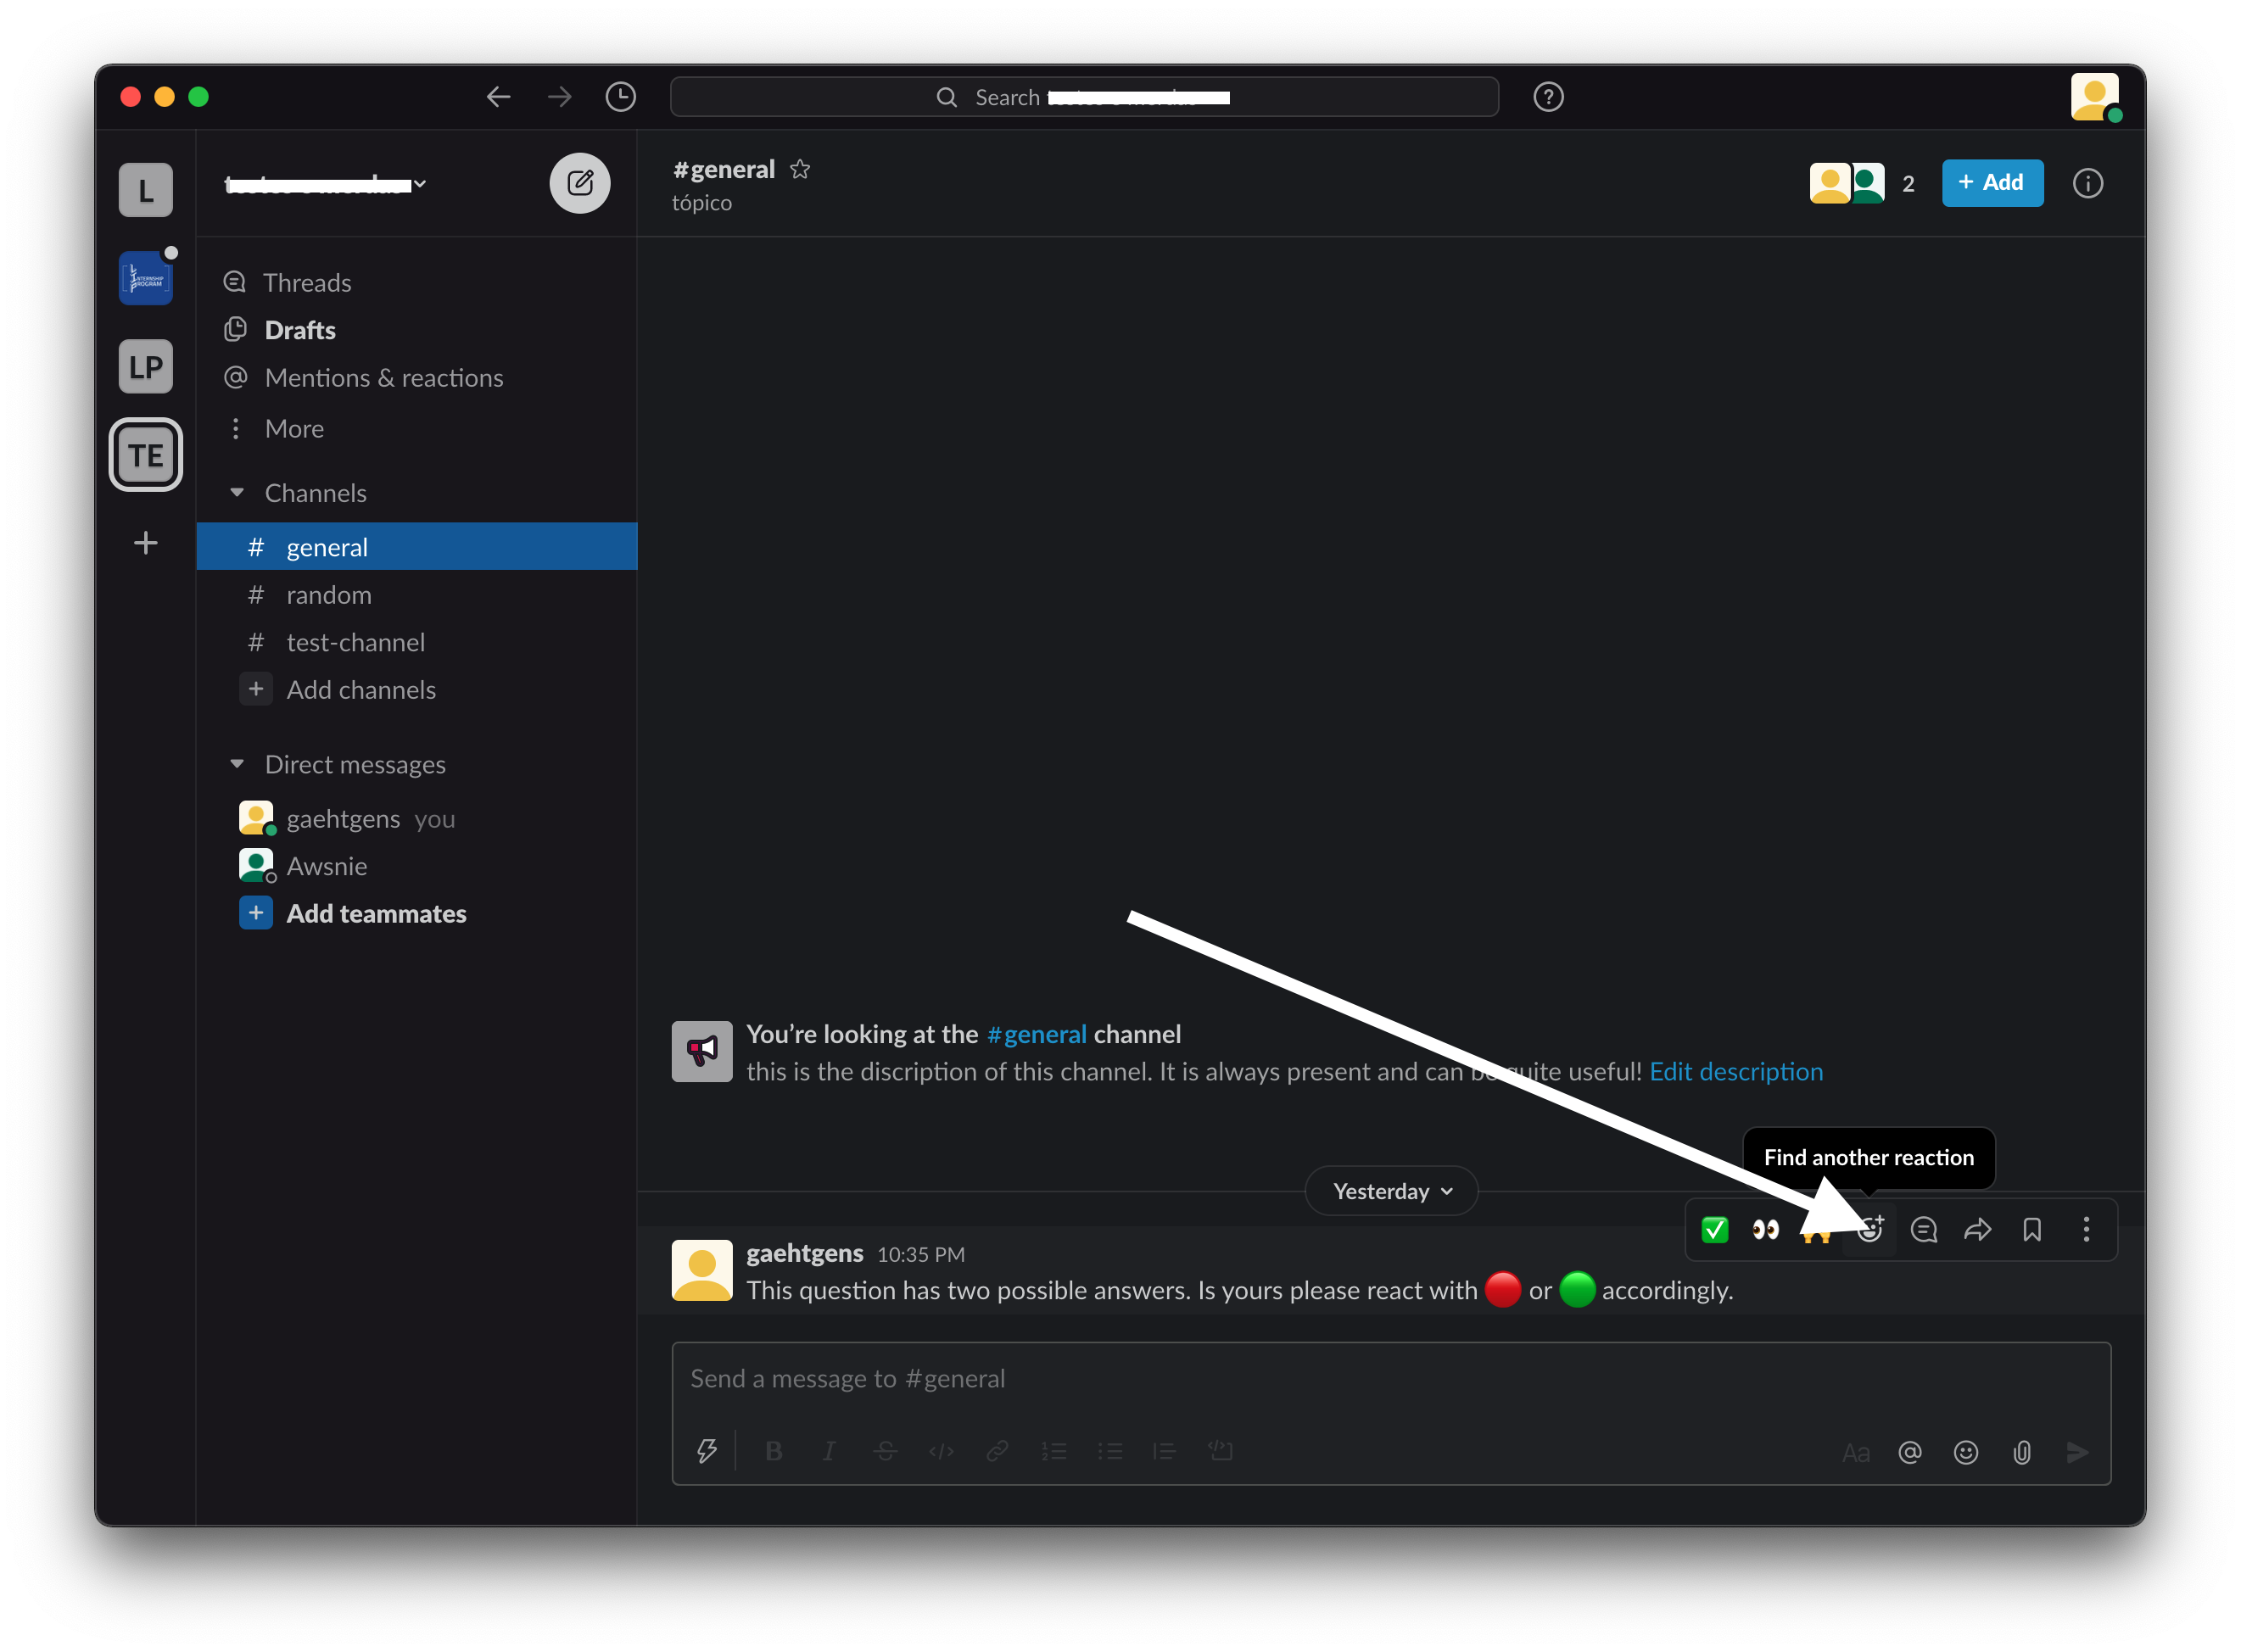 Search
L
INTERNSHIP
PROGRAM
LP
TE
Threads
Drafts
Mentions & reactions
More
Channels
# general
# random
# test-channel
+ Add channels
Direct messages
gaehtgens you
Awsnie
+ Add teammates
#general
tópico
2
+ Add
You're looking at the #general channel
this is the discription of this channel. It is always present and can be quite useful! Edit description
Find another reaction
Yesterday
gaehtgens 10:35 PM
This question has two possible answers. Is yours please react with 🔴 or 🟢 accordingly.
Send a message to #general
B I S </> Aa @